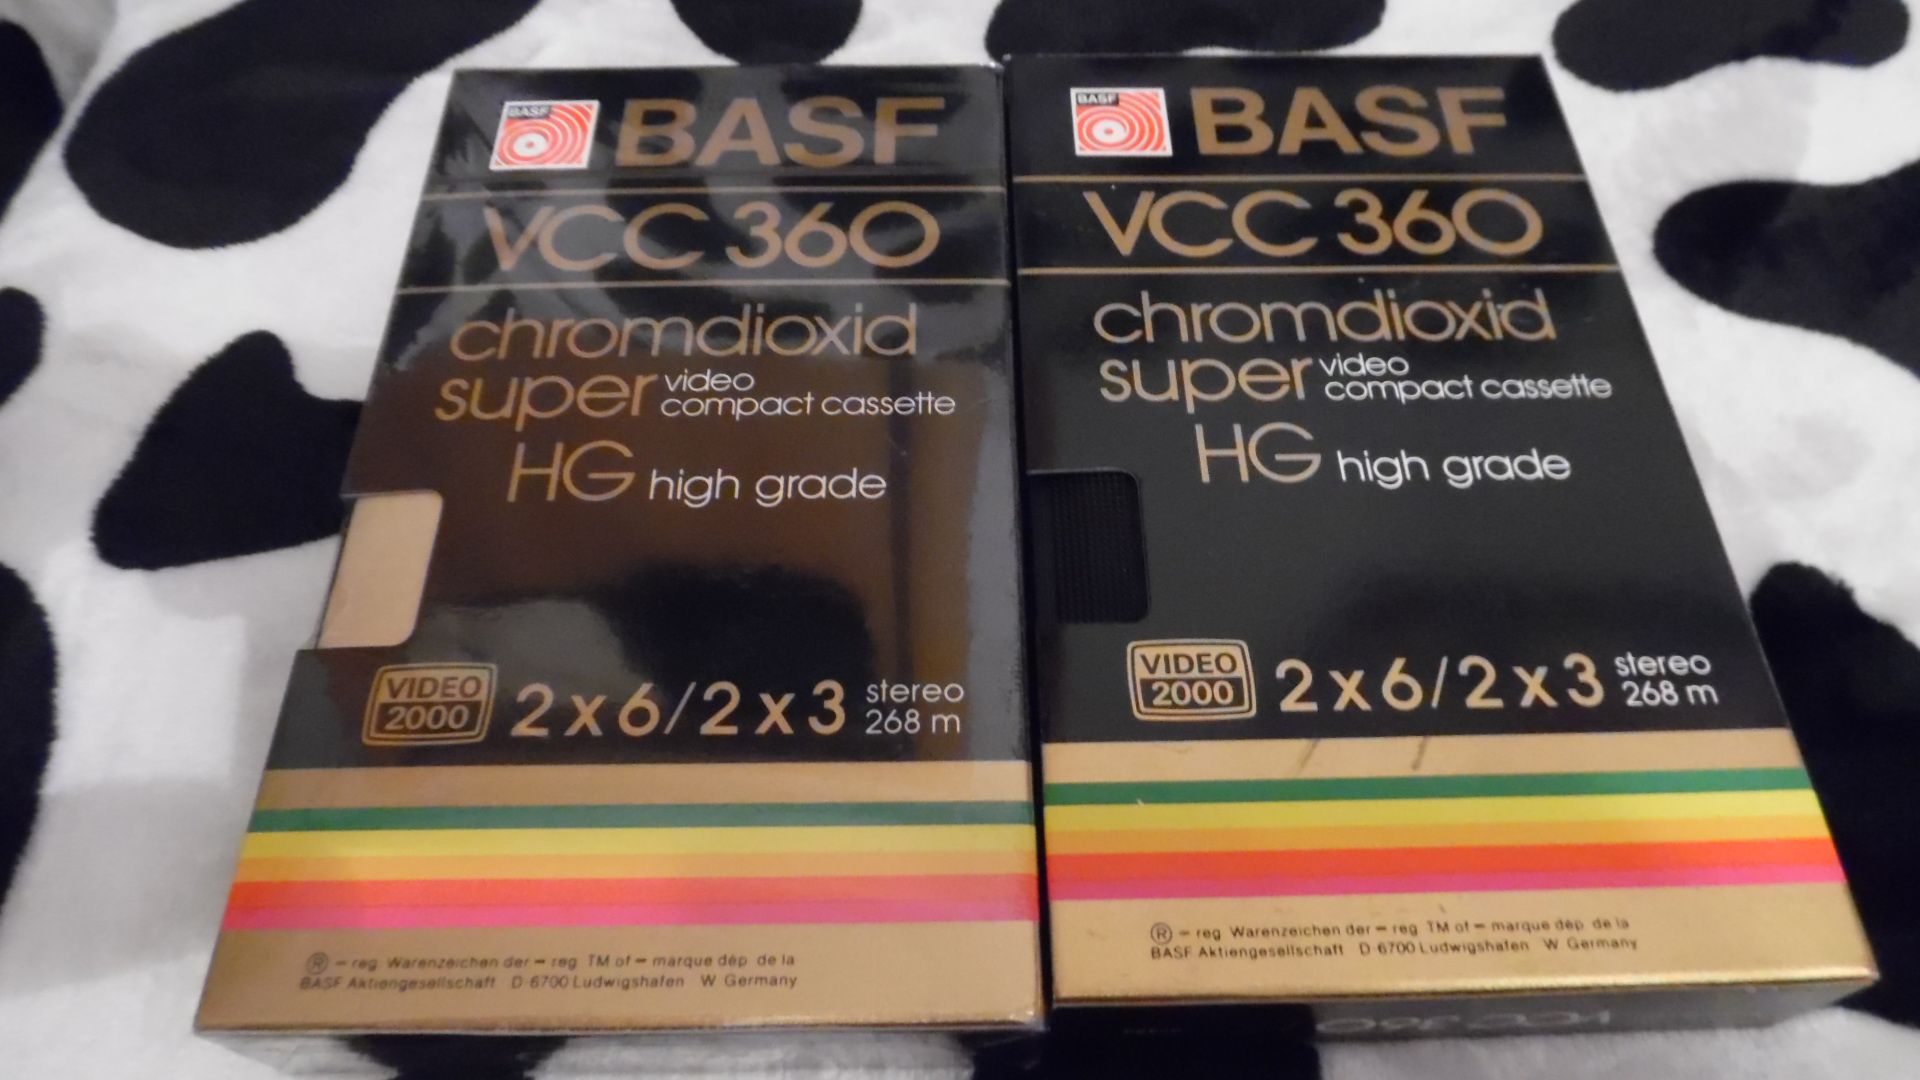 BASF
BASF
VCC 360
chromdioxid
super video
compact cassette
HG high grade
VIDEO
2000
2 x 6/2 x 3 stereo
268 m
® - reg. Warenzeichen der - reg. TM of - marque dép. de la
BASF Aktiengesellschaft D-6700 Ludwigshafen W. Germany
BASF
BASF
VCC 360
chromdioxid
super video
compact cassette
HG high grade
VIDEO
2000
2 x 6/2 x 3 stereo
268 m
® - reg. Warenzeichen der - reg. TM of - marque dép. de la
BASF Aktiengesellschaft D-6700 Ludwigshafen W. Germany
VCC 360